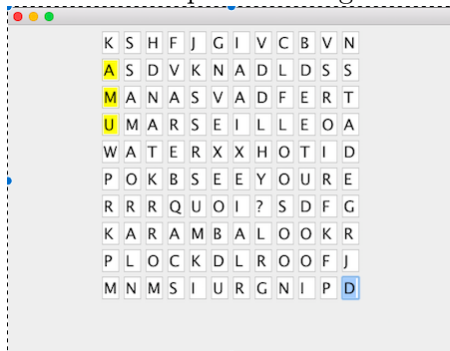 K S H F J G I V C B V N
A S D V K N A D L D S S
M A N A S V A D F E R T
U M A R S E I L L E O A
W A T E R X X H O T I D
P O K B S E E Y O U R E
R R R Q U O I ? S D F G
K A R A M B A L O O K R
P L O C K D L R O O F J
M N M S I U R G N I P D